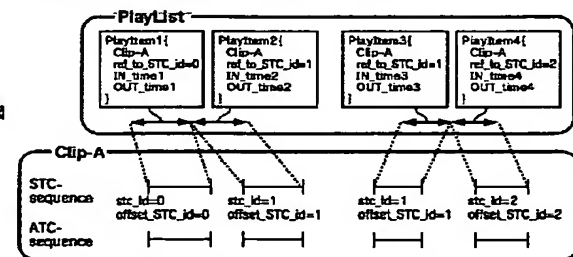 PlayList
PlayItem1{
Clip-A
ref_to_STC_id=0
IN_time1
OUT_time1
}
PlayItem2{
Clip-A
ref_to_STC_id=1
IN_time2
OUT_time2
}
PlayItem3{
Clip-A
ref_to_STC_id=1
IN_time3
OUT_time3
}
PlayItem4{
Clip-A
ref_to_STC_id=2
IN_time4
OUT_time4
}
Clip-A
STC-
sequence
stc_id=0
offset_STC_id=0
stc_id=1
offset_STC_id=1
stc_id=1
offset_STC_id=1
stc_id=2
offset_STC_id=2
ATC-
sequence